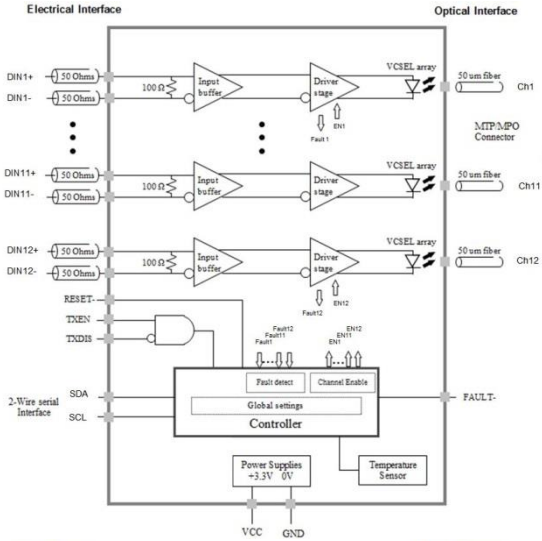 Electrical Interface
Optical Interface
VCSEL array
DIN1+
50 Ohms
100Ω
Input
buffer
Driver
stage
50 um fiber
Ch1
DIN1-
50 Ohms
EN1
Fault 1
MTP/MPO
Connector
VCSEL array
DIN11+
50 Ohms
100Ω
Input
buffer
Driver
stage
50 um fiber
Ch11
DIN11-
50 Ohms
VCSEL array
DIN12+
50 Ohms
100Ω
Input
buffer
Driver
stage
50 um fiber
Ch12
DIN12-
50 Ohms
EN12
Fault12
RESET-
TXEN
TXDIS
Fault12
Fault11
Fault1
EN12
EN11
EN1
Fault detect
Channel Enable
Global settings
Controller
SDA
2-Wire serial
Interface
SCL
FAULT-
Power Supplies
+3.3V 0V
Temperature
Sensor
VCC
GND